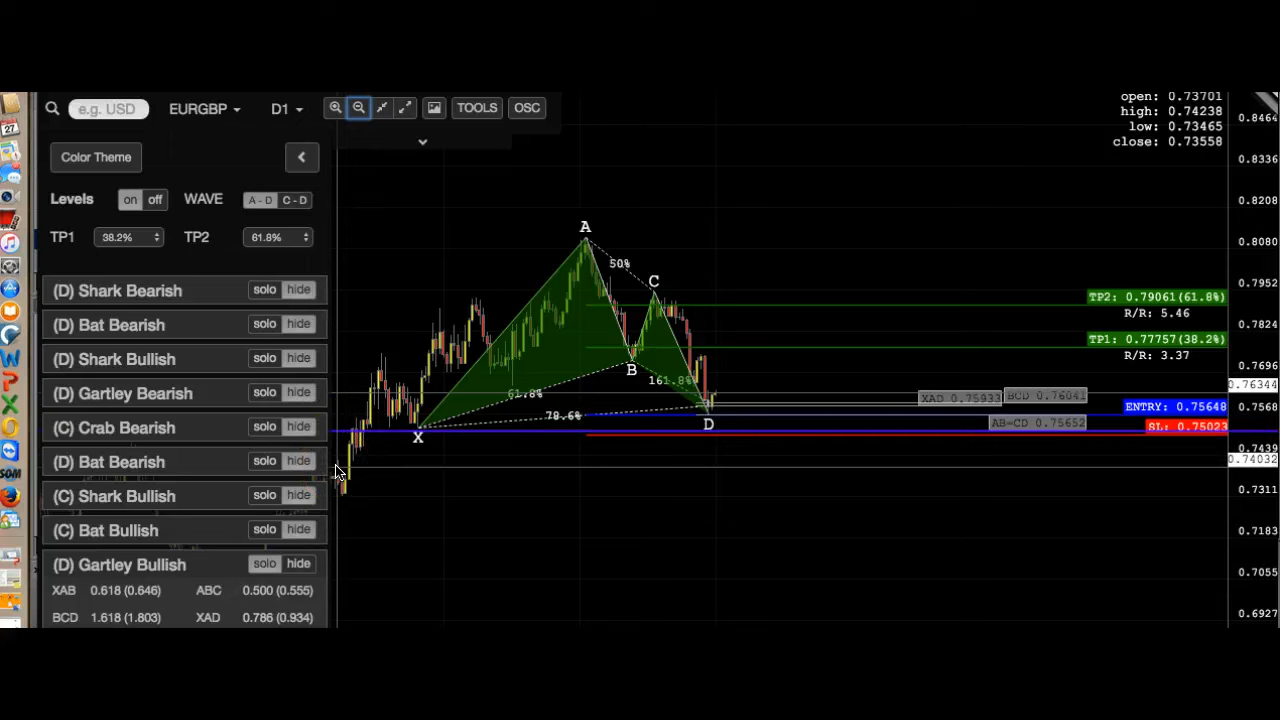 e.g. USD
EURGBP
D1
TOOLS
OSC
open: 0.73701
high: 0.74238
low: 0.73465
close: 0.73558
Color Theme
Levels on off WAVE A - D C - D
TP1 38.2% TP2 61.8%
(D) Shark Bearish solo hide
(D) Bat Bearish solo hide
(D) Shark Bullish solo hide
(D) Gartley Bearish solo hide
(C) Crab Bearish solo hide
(D) Bat Bearish solo hide
(C) Shark Bullish solo hide
(C) Bat Bullish solo hide
(D) Gartley Bullish solo hide
XAB 0.618 (0.646) ABC 0.500 (0.555)
BCD 1.618 (1.803) XAD 0.786 (0.934)
A
50%
C
B
161.8%
61.8%
78.6%
X
D
TP2: 0.79061(61.8%)
R/R: 5.46
TP1: 0.77757(38.2%)
R/R: 3.37
XAD 0.75933
BCD 0.76041
ENTRY: 0.75648
AB=CD 0.75652
SL: 0.75023
0.8464
0.8336
0.8208
0.8080
0.7952
0.7824
0.7696
0.76344
0.7568
0.7439
0.74032
0.7311
0.7183
0.7055
0.6927
27